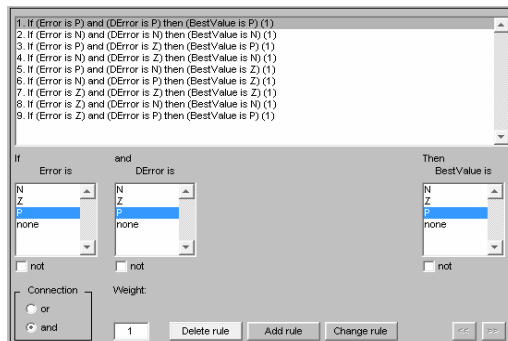 1. If (Error is P) and (DError is P) then (BestValue is P) (1)
2. If (Error is N) and (DError is N) then (BestValue is N) (1)
3. If (Error is P) and (DError is Z) then (BestValue is P) (1)
4. If (Error is N) and (DError is Z) then (BestValue is N) (1)
5. If (Error is P) and (DError is N) then (BestValue is Z) (1)
6. If (Error is N) and (DError is P) then (BestValue is Z) (1)
7. If (Error is Z) and (DError is Z) then (BestValue is Z) (1)
8. If (Error is Z) and (DError is N) then (BestValue is N) (1)
9. If (Error is Z) and (DError is P) then (BestValue is P) (1)
If and Then
Error is DError is BestValue is
N N N
Z Z Z
P P P
none none none
not not not
Connection Weight:
or
and 1 Delete rule Add rule Change rule << >>